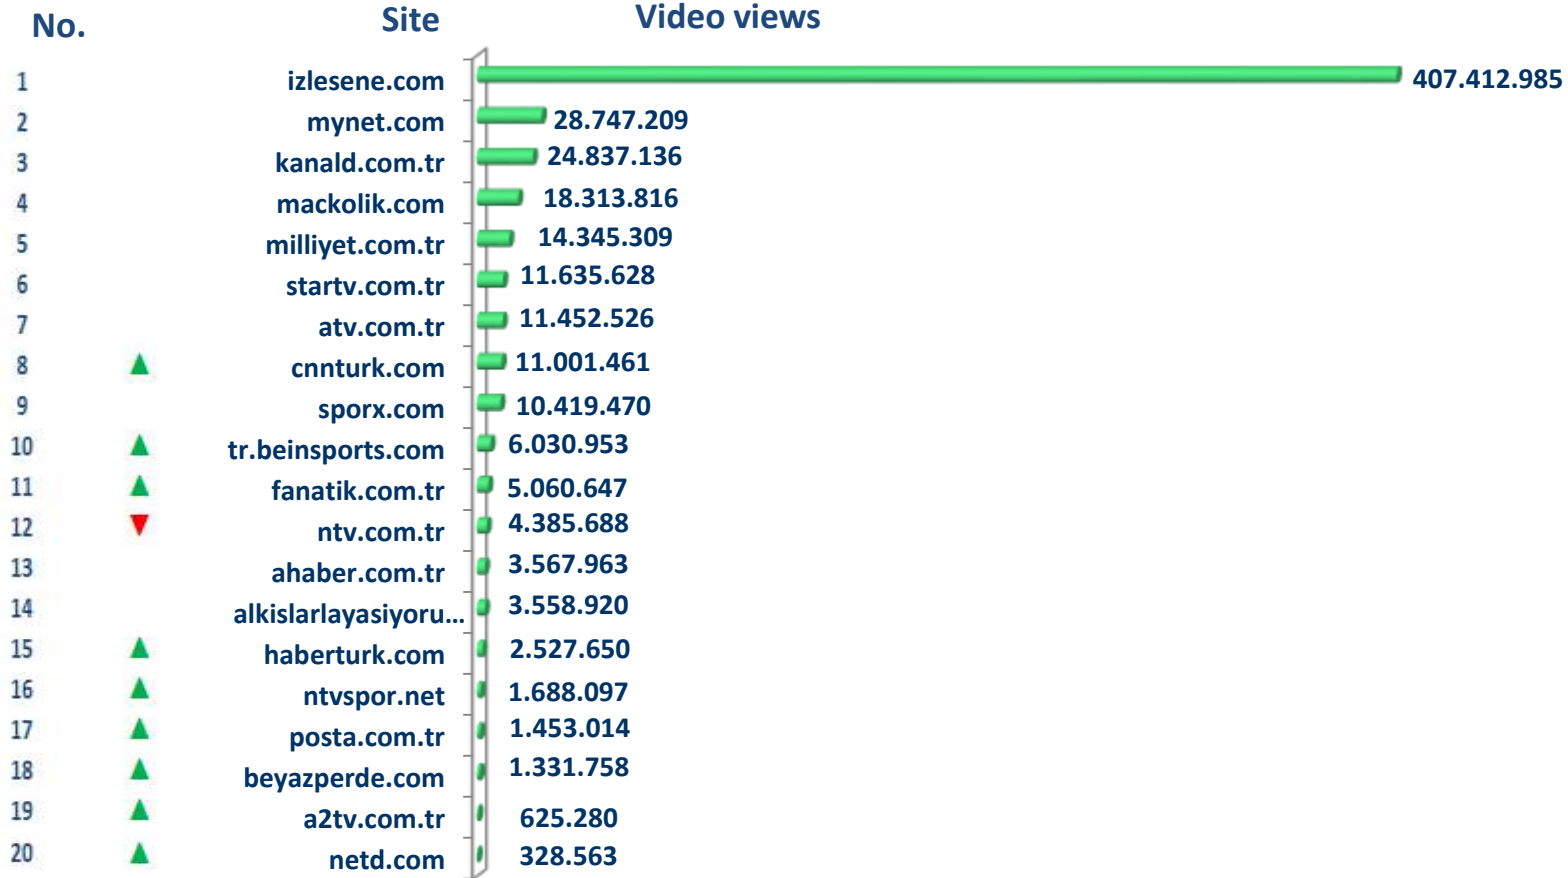 No. Site Video views
1 izlesene.com 407.412.985
2 mynet.com 28.747.209
3 kanald.com.tr 24.837.136
4 mackolik.com 18.313.816
5 milliyet.com.tr 14.345.309
6 startv.com.tr 11.635.628
7 atv.com.tr 11.452.526
8 cnnturk.com 11.001.461
9 sporx.com 10.419.470
10 tr.beinsports.com 6.030.953
11 fanatik.com.tr 5.060.647
12 ntv.com.tr 4.385.688
13 ahaber.com.tr 3.567.963
14 alkislarlayasiyoru... 3.558.920
15 haberturk.com 2.527.650
16 ntvspor.net 1.688.097
17 posta.com.tr 1.453.014
18 beyazperde.com 1.331.758
19 a2tv.com.tr 625.280
20 netd.com 328.563